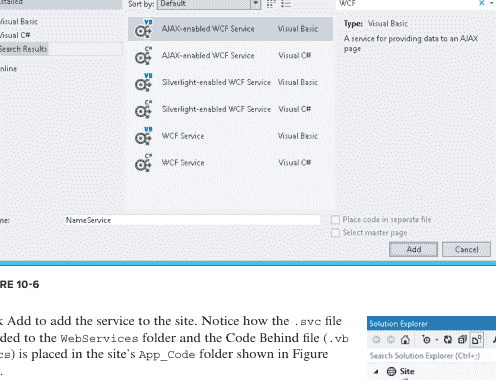 Sort by: Default
WCF
Visual Basic
Visual C#
Search Results
VB AJAX-enabled WCF Service Visual Basic
C# AJAX-enabled WCF Service Visual C#
VB Silverlight-enabled WCF Service Visual Basic
C# Silverlight-enabled WCF Service Visual C#
VB WCF Service Visual Basic
C# WCF Service Visual C#
Type: Visual Basic
A service for providing data to an AJAX
page
NameService
Place code in separate file
Select master page
Add Cancel
RE 10-6
Add to add the service to the site. Notice how the .svc file
ded to the WebServices folder and the Code Behind file (.vb
cs) is placed in the site's App_Code folder shown in Figure
Solution Explorer
Search Solution Explorer (Ctrl+;)
Site